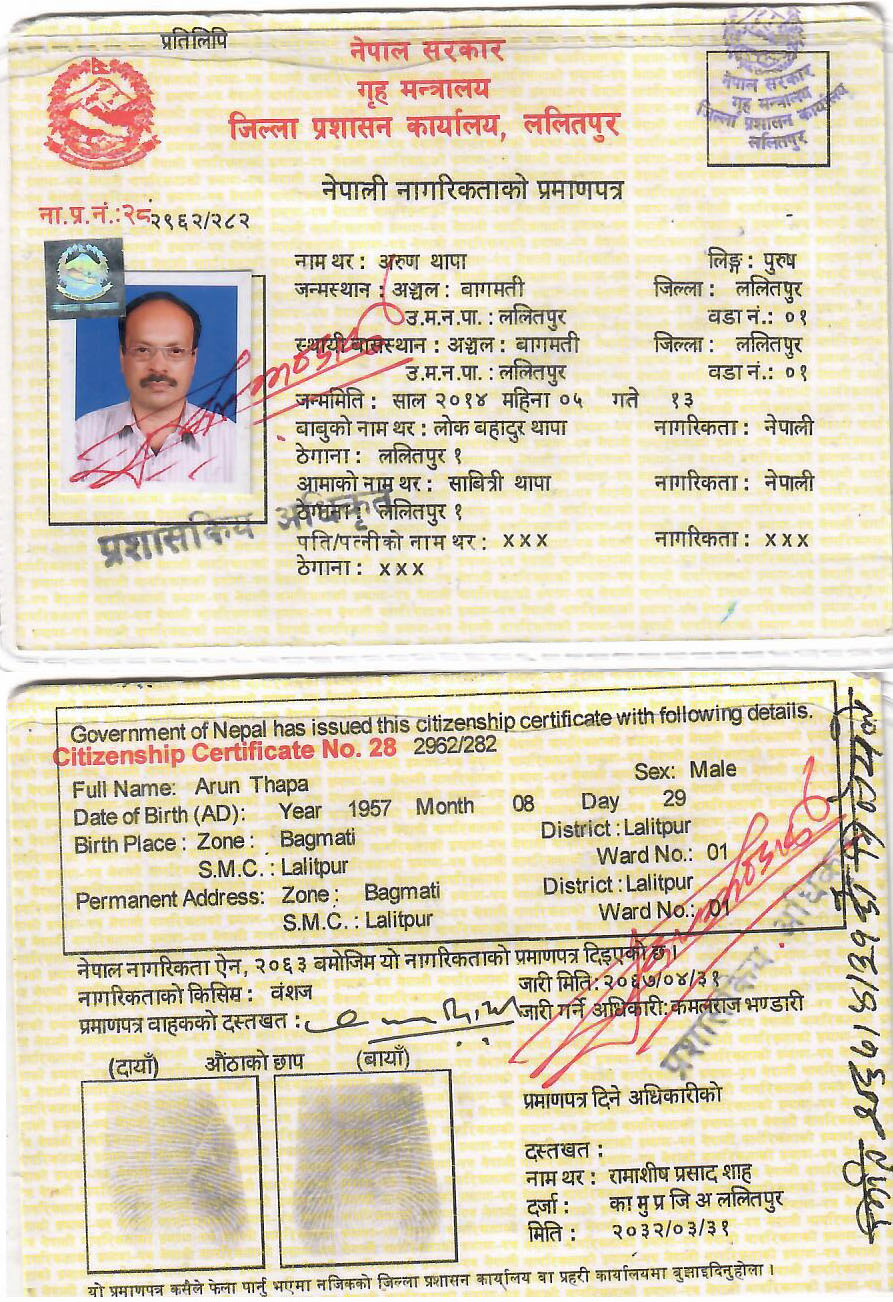 प्रतिलिपि
नेपाल सरकार
गृह मन्त्रालय
जिल्ला प्रशासन कार्यालय, ललितपुर
नेपाल सरकार
गृह मन्त्रालय
जिल्ला प्रशासन कार्यालय
ललितपुर
नेपाली नागरिकताको प्रमाणपत्र
ना.प्र.नं.:२८ २९६२/२८२
नाम थर : अरुण थापा लिङ्ग : पुरुष
जन्मस्थान : अञ्चल : बागमती जिल्ला : ललितपुर
उ.म.न.पा. : ललितपुर वडा नं.: ०१
स्थायी बासस्थान : अञ्चल : बागमती जिल्ला : ललितपुर
उ.म.न.पा. : ललितपुर वडा नं.: ०१
जन्ममिति : साल २०१४ महिना ०५ गते १३
बाबुको नाम थर : लोक बहादुर थापा नागरिकता : नेपाली
ठेगाना : ललितपुर १
आमाको नाम थर : साबित्री थापा नागरिकता : नेपाली
ठेगाना : ललितपुर १
प्रशासकिय अधिकृत
पति/पत्नीको नाम थर : xxx नागरिकता : xxx
ठेगाना : xxx
Government of Nepal has issued this citizenship certificate with following details.
Citizenship Certificate No. 28 2962/282
Full Name: Arun Thapa Sex: Male
Date of Birth (AD): Year 1957 Month 08 Day 29
Birth Place : Zone : Bagmati District : Lalitpur
S.M.C. : Lalitpur Ward No.: 01
Permanent Address: Zone : Bagmati District : Lalitpur
S.M.C. : Lalitpur Ward No.: 01
नेपाल नागरिकता ऐन, २०६३ बमोजिम यो नागरिकताको प्रमाणपत्र दिइएको छ।
नागरिकताको किसिम : वंशज जारी मिति : २०६७/०४/३१
प्रमाणपत्र वाहकको दस्तखत : जारी गर्ने अधिकारी: कमलराज भण्डारी
प्रशासकिय अधिकृत
(दायाँ) औंठाको छाप (बायाँ)
प्रमाणपत्र दिने अधिकारीको
दस्तखत :
नाम थर : रामाशीष प्रसाद शाह
दर्जा : का मु प्र जि अ ललितपुर
मिति : २०३२/०३/३१
यो प्रमाणपत्र कसैले फेला पार्नु भएमा नजिकको जिल्ला प्रशासन कार्यालय वा प्रहरी कार्यालयमा बुझाइदिनुहोला ।